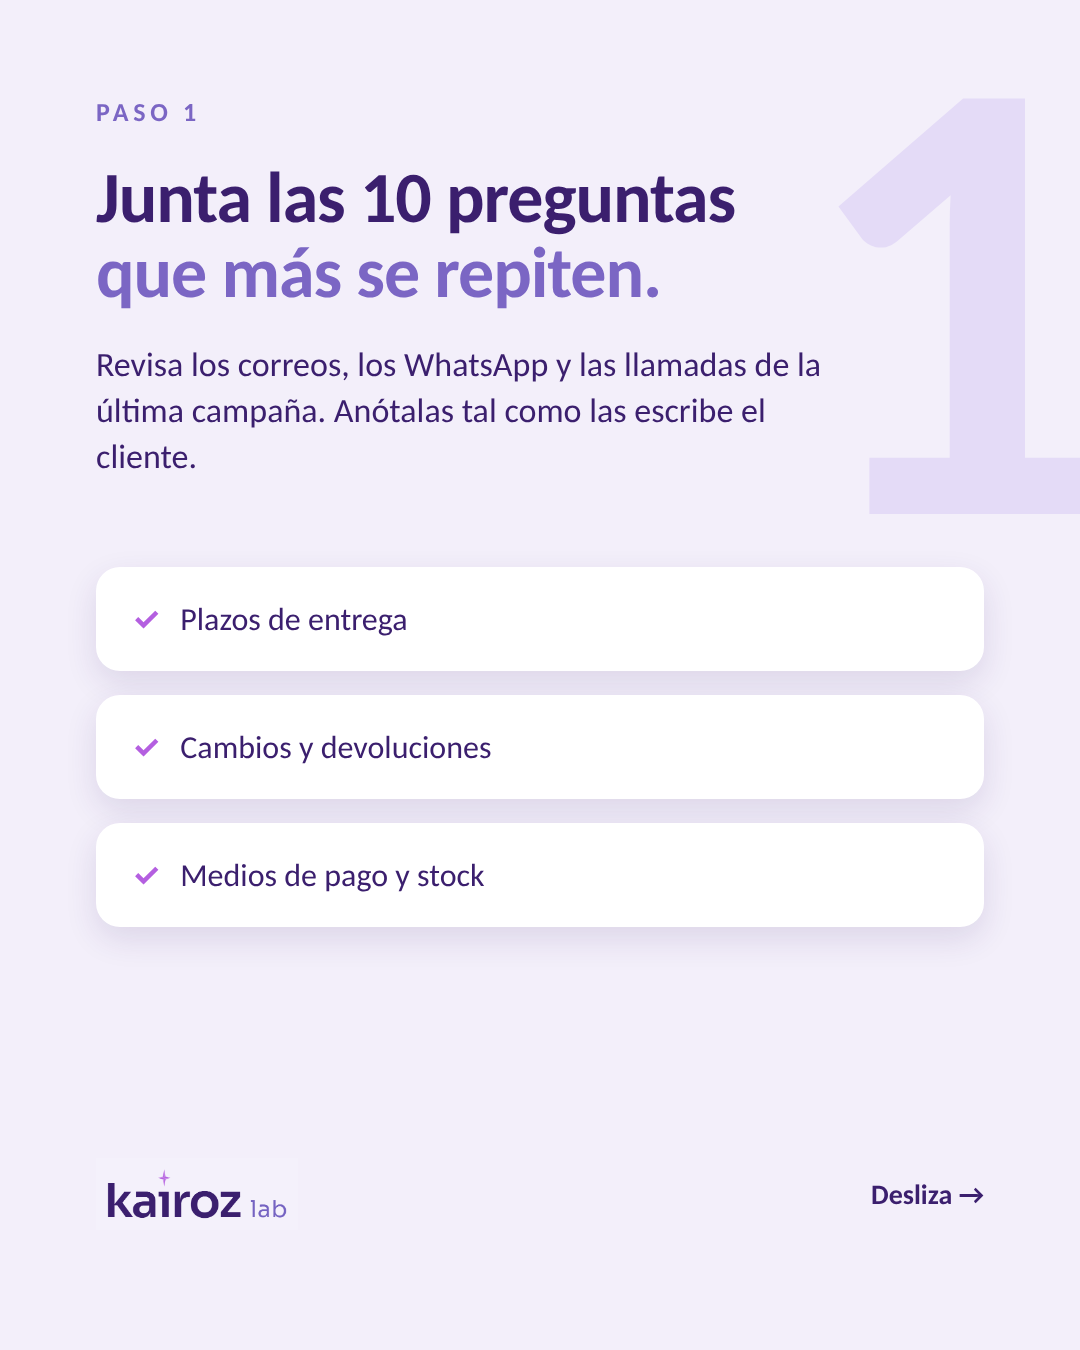 PASO 1
1
Junta las 10 preguntas
que más se repiten.
Revisa los correos, los WhatsApp y las llamadas de la
última campaña. Anótalas tal como las escribe el
cliente.
Plazos de entrega
Cambios y devoluciones
Medios de pago y stock
kairoz lab
Desliza →